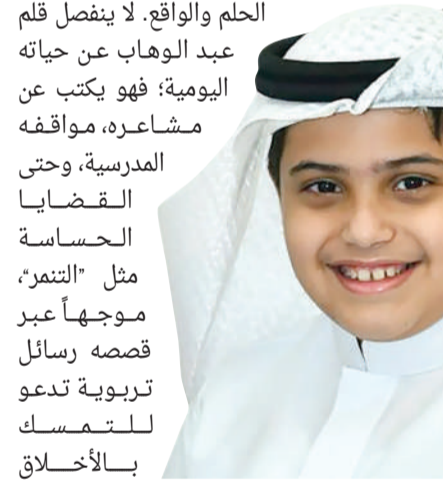 الحلم والواقع. لا ينفصل قلم
عبد الوهاب عن حياته
اليومية؛ فهو يكتب عن
مشاعره، مواقفه
المدرسية، وحتى
القضايا
الحساسة
مثل "التنمر"،
موجهاً عبر
قصصه رسائل
تربوية تدعو
للتمسك
بالأخلاق